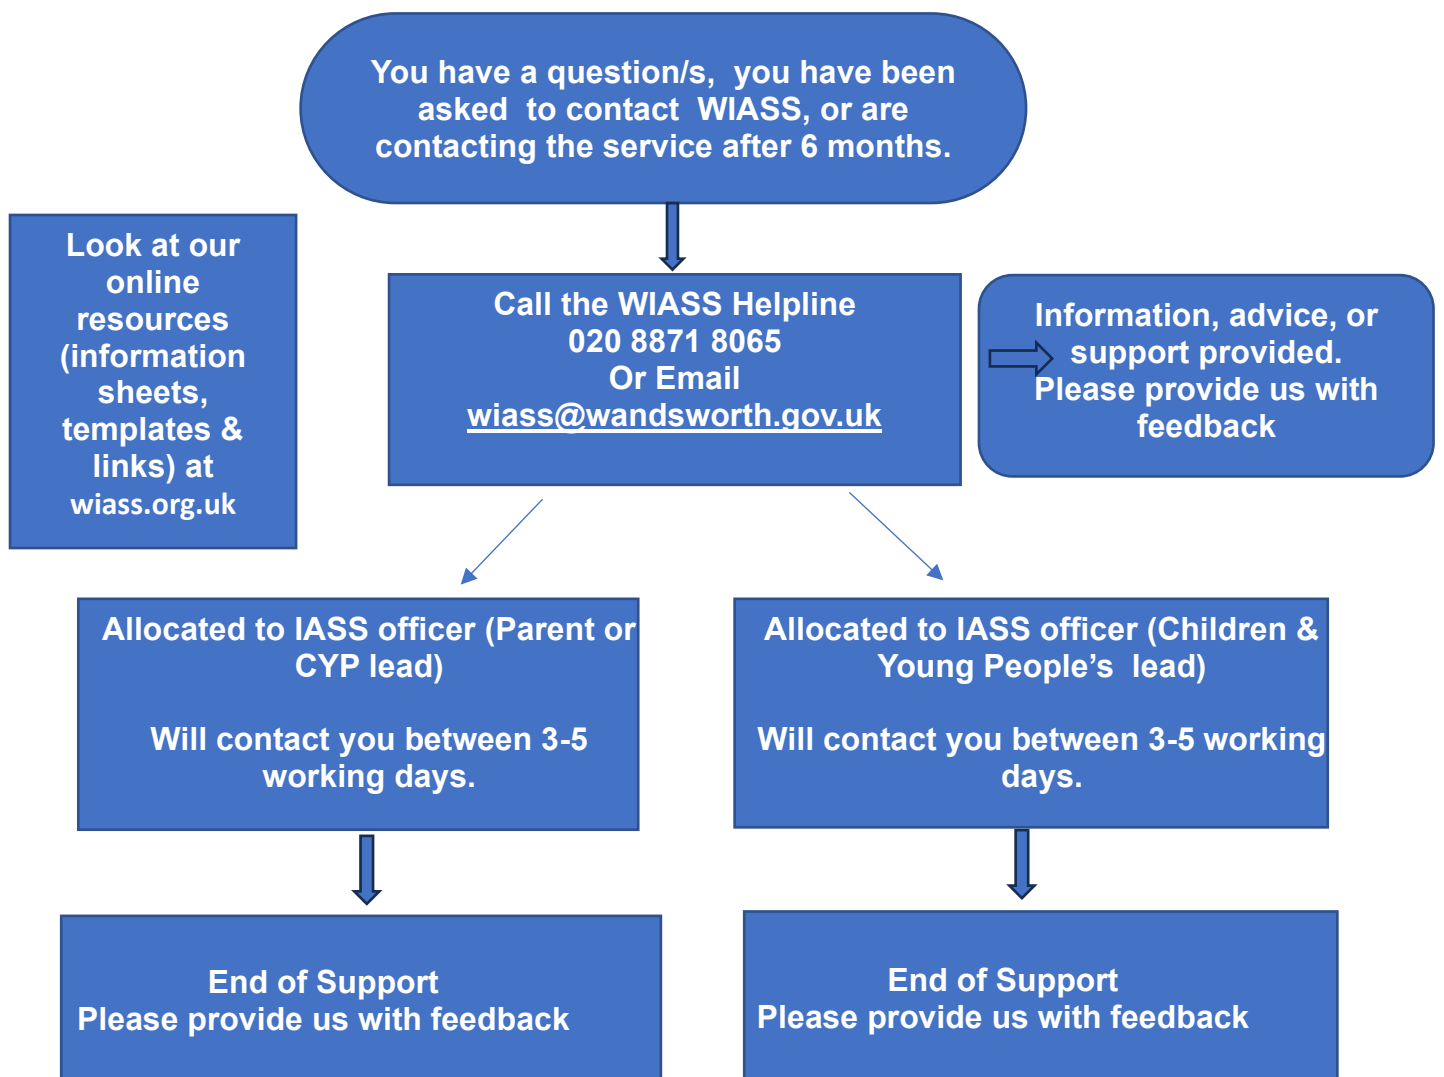 You have a question/s, you have been
asked to contact WIASS, or are
contacting the service after 6 months.
Look at our
online
resources
(information
sheets,
templates &
links) at
wiass.org.uk
Call the WIASS Helpline
020 8871 8065
Or Email
wiass@wandsworth.gov.uk
Information, advice, or
support provided.
Please provide us with
feedback
Allocated to IASS officer (Parent or
CYP lead)
Will contact you between 3-5
working days.
Allocated to IASS officer (Children &
Young People’s lead)
Will contact you between 3-5 working
days.
End of Support
Please provide us with feedback
End of Support
Please provide us with feedback